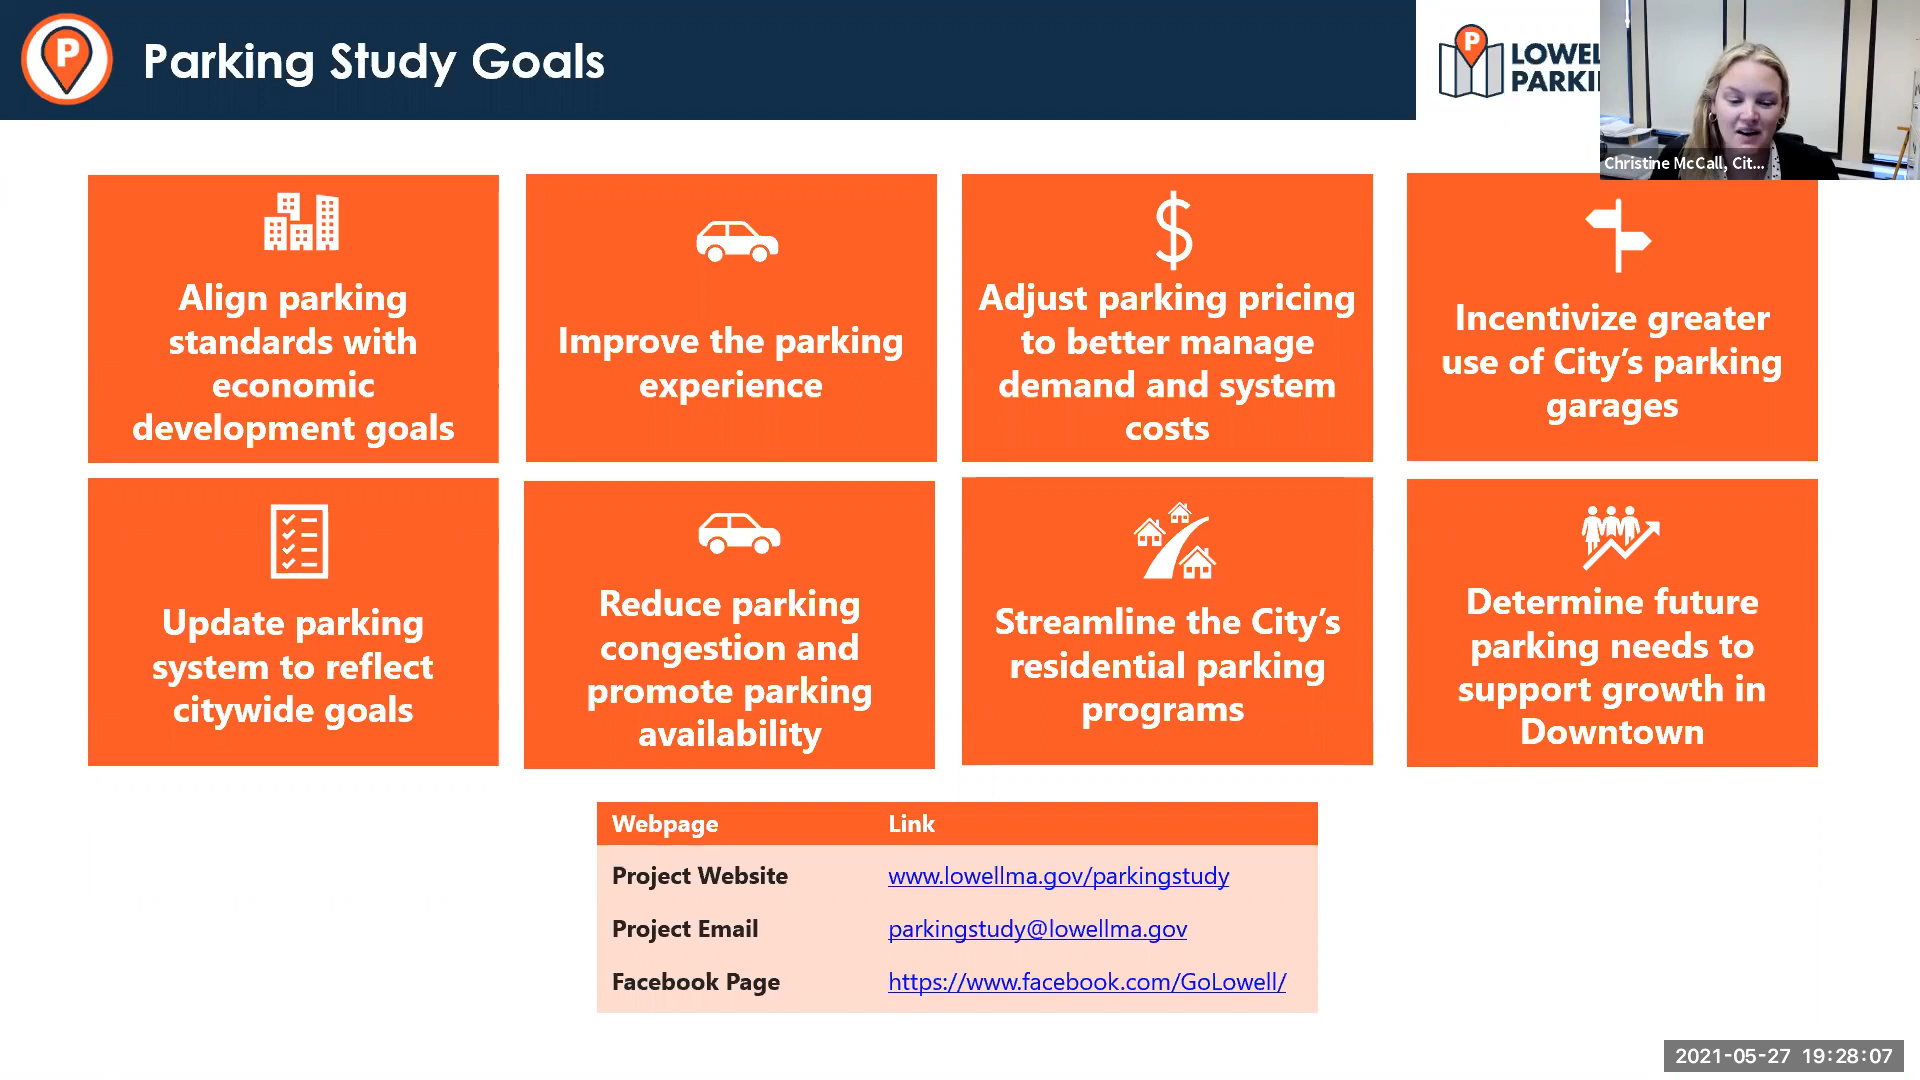 P
Parking Study Goals
P
LOWEL
PARKI
Christine McCall, Cit...
Align parking
standards with
economic
development goals
Improve the parking
experience
$
Adjust parking pricing
to better manage
demand and system
costs
Incentivize greater
use of City's parking
garages
Update parking
system to reflect
citywide goals
Reduce parking
congestion and
promote parking
availability
Streamline the City's
residential parking
programs
Determine future
parking needs to
support growth in
Downtown
Webpage Link
Project Website www.lowellma.gov/parkingstudy
Project Email parkingstudy@lowellma.gov
Facebook Page https://www.facebook.com/GoLowell/
2021-05-27 19:28:07